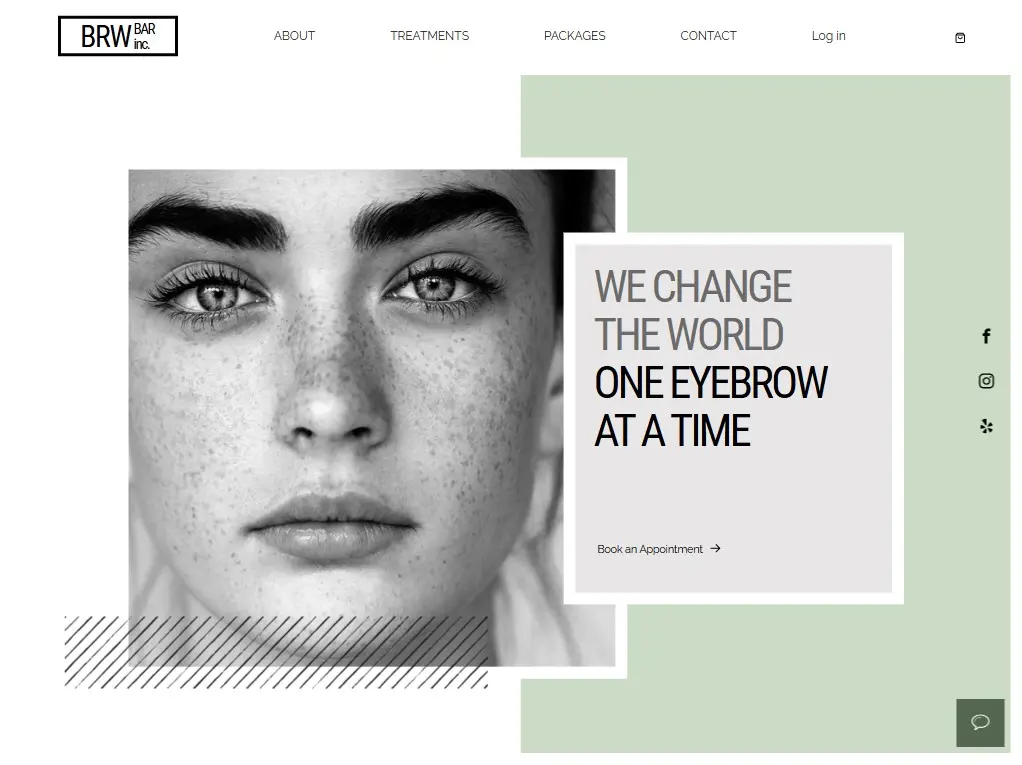 BRW BAR
inc.
ABOUT
TREATMENTS
PACKAGES
CONTACT
Log in
WE CHANGE
THE WORLD
ONE EYEBROW
AT A TIME
Book an Appointment →